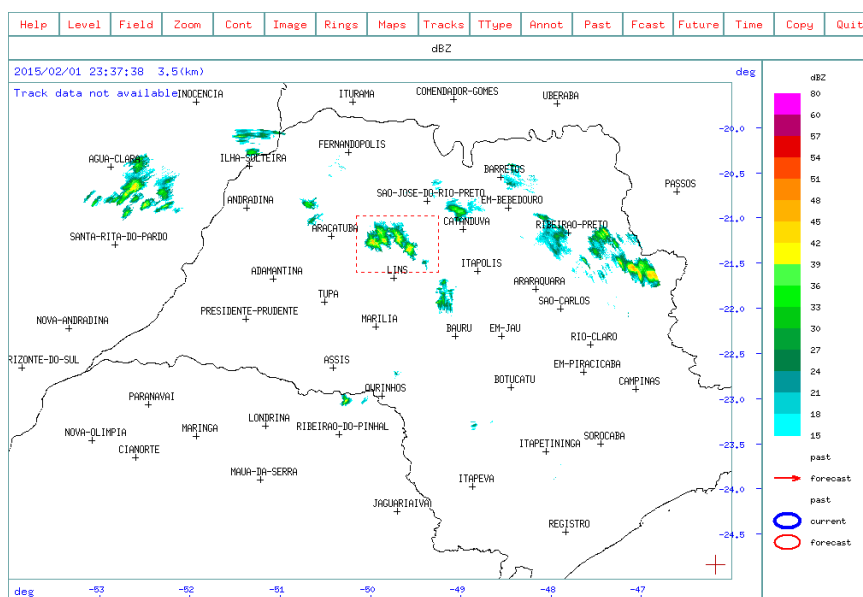 Help Level Field Zoom Cont Image Rings Maps Tracks TType Annot Past Fcast Future Time Copy Quit
dBZ
2015/02/01 23:37:38 3.5(km)
deg
Track data not available
INOCENCIA
ITURAMA
COMENDADOR-GOMES
UBERABA
FERNANDOPOLIS
AGUA-CLARA
ILHA-SOLTEIRA
BARRETOS
PASSOS
ANDRADINA
SAO-JOSE-DO-RIO-PRETO
EM-BEBEDOURO
CATANDUVA
RIBEIRAO-PRETO
SANTA-RITA-DO-PARDO
ARACATUBA
ADAMANTINA
LINS
ITAPOLIS
ARARAQUARA
TUPA
SAO-CARLOS
PRESIDENTE-PRUDENTE
MARILIA
NOVA-ANDRADINA
BAURU
EM-JAU
RIO-CLARO
RIZONTE-DO-SUL
ASSIS
EM-PIRACICABA
BOTUCATU
CAMPINAS
OURINHOS
PARANAVAI
LONDRINA
RIBEIRAO-DO-PINHAL
NOVA-OLIMPIA
MARINGA
CIANORTE
SOROCABA
ITAPETININGA
MAUA-DA-SERRA
ITAPEVA
JAGUARIAIVA
REGISTRO
-20.0
-20.5
-21.0
-21.5
-22.0
-22.5
-23.0
-23.5
-24.0
-24.5
deg -53 -52 -51 -50 -49 -48 -47
dBZ
80
60
57
54
51
48
45
42
39
36
33
30
27
24
21
18
15
past
forecast
past
current
forecast